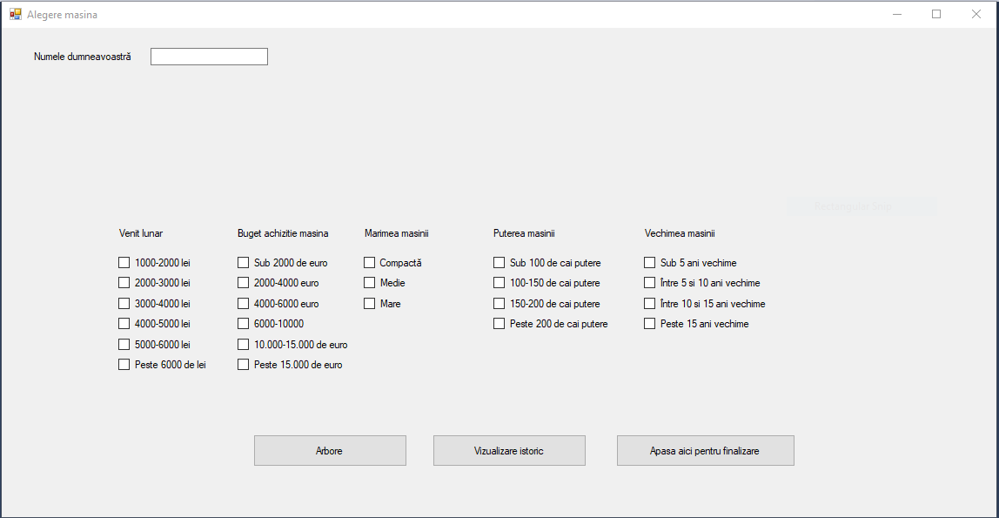 Alegere masina
Numele dumneavoastră
Rectangular Snip
Venit lunar
1000-2000 lei
2000-3000 lei
3000-4000 lei
4000-5000 lei
5000-6000 lei
Peste 6000 de lei
Buget achizitie masina
Sub 2000 de euro
2000-4000 euro
4000-6000 euro
6000-10000
10.000-15.000 de euro
Peste 15.000 de euro
Marimea masinii
Compactă
Medie
Mare
Puterea masinii
Sub 100 de cai putere
100-150 de cai putere
150-200 de cai putere
Peste 200 de cai putere
Vechimea masinii
Sub 5 ani vechime
Între 5 si 10 ani vechime
Între 10 si 15 ani vechime
Peste 15 ani vechime
Arbore
Vizualizare istoric
Apasa aici pentru finalizare